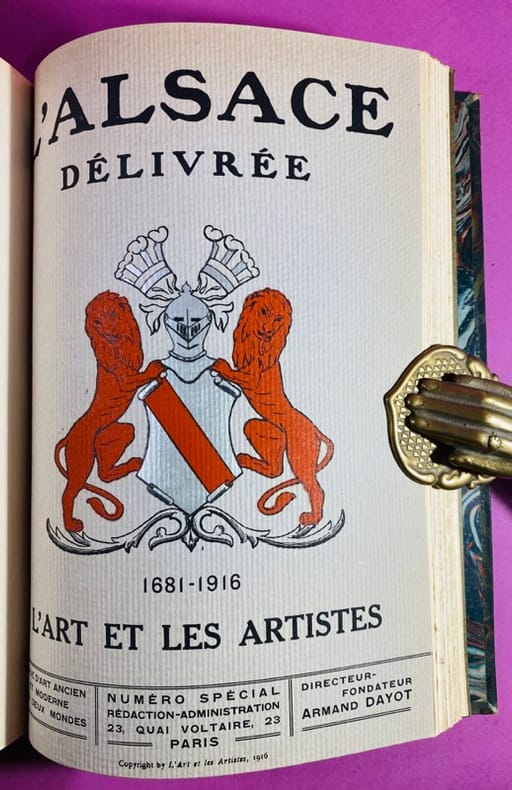 L'ALSACE
DÉLIVRÉE
1681-1916
L'ART ET LES ARTISTES
D'ART ANCIEN
MODERNE
DEUX MONDES
NUMÉRO SPÉCIAL
RÉDACTION-ADMINISTRATION
23, QUAI VOLTAIRE, 23
PARIS
DIRECTEUR-
FONDATEUR
ARMAND DAYOT
Copyright by L'Art et les Artistes, 1916